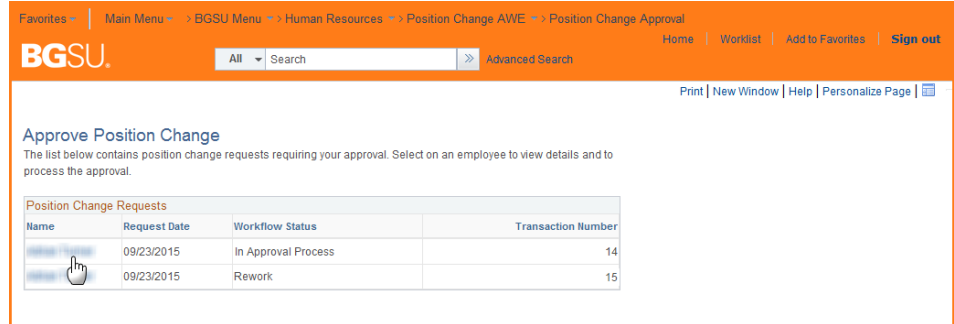 Favorites Main Menu > BGSU Menu > Human Resources > Position Change AWE > Position Change Approval
Home Worklist Add to Favorites Sign out
BGSU.
All Search » Advanced Search
Print New Window Help Personalize Page
Approve Position Change
The list below contains position change requests requiring your approval. Select on an employee to view details and to
process the approval.
Position Change Requests
Name Request Date Workflow Status Transaction Number
09/23/2015 In Approval Process 14
09/23/2015 Rework 15